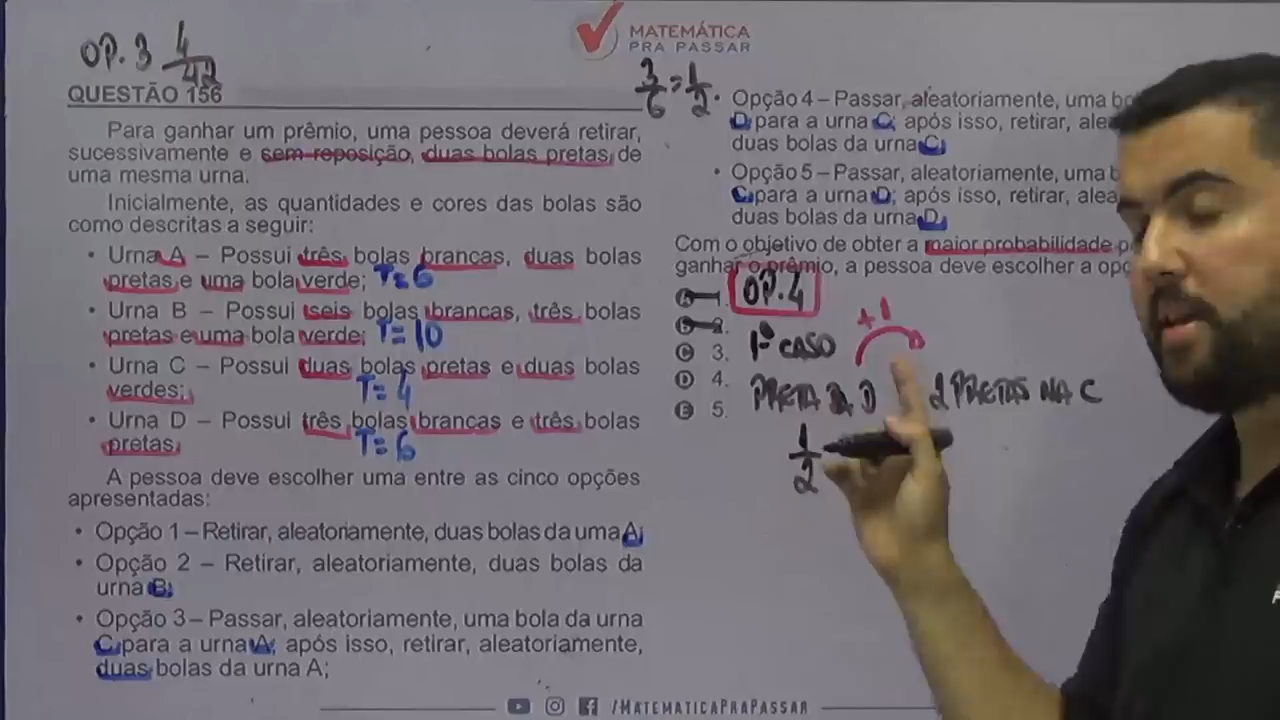 MATEMÁTICA
PRA PASSAR
OP. 3 4/42
QUESTÃO 156
Para ganhar um prêmio, uma pessoa deverá retirar,
sucessivamente e sem reposição, duas bolas pretas de
uma mesma urna.
Inicialmente, as quantidades e cores das bolas são
como descritas a seguir:
• Urna A – Possui três bolas brancas, duas bolas
pretas e uma bola verde; T=6
• Urna B – Possui seis bolas brancas, três bolas
pretas e uma bola verde; T=10
• Urna C – Possui duas bolas pretas e duas bolas
verdes; T=4
• Urna D – Possui três bolas brancas e três bolas
pretas. T=6
A pessoa deve escolher uma entre as cinco opções
apresentadas:
• Opção 1 – Retirar, aleatoriamente, duas bolas da urna A;
• Opção 2 – Retirar, aleatoriamente, duas bolas da
urna B;
• Opção 3 – Passar, aleatoriamente, uma bola da urna
C para a urna A; após isso, retirar, aleatoriamente,
duas bolas da urna A;
3/6 = 1/2
• Opção 4 – Passar, aleatoriamente, uma bo
D para a urna C; após isso, retirar, alea
duas bolas da urna C;
• Opção 5 – Passar, aleatoriamente, uma b
C para a urna D; após isso, retirar, alea
duas bolas da urna D.
Com o objetivo de obter a maior probabilidade
ganhar o prêmio, a pessoa deve escolher a opç
A 1. OP. 4
B 2. +1
C 3. 1º CASO
D 4. PRETA DA D 2 PRETAS NA C
E 5.
1/2
/MATEMATICAPRAPASSAR